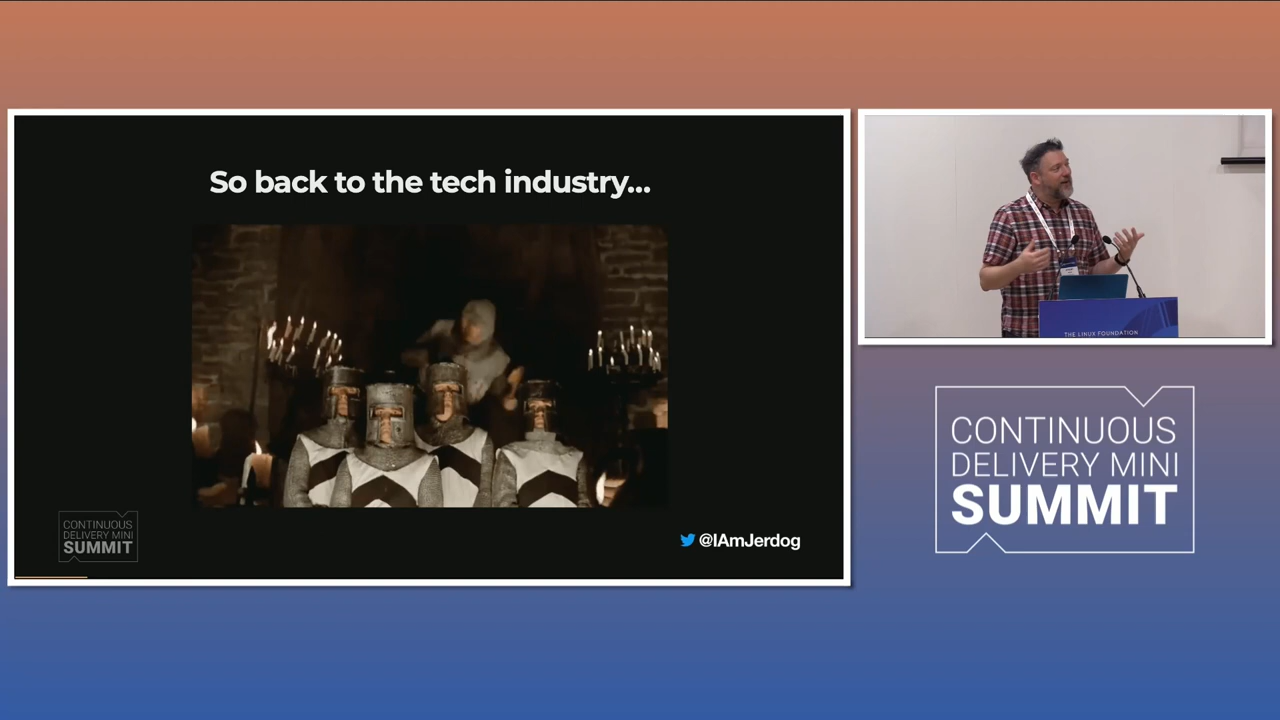 So back to the tech industry...
CONTINUOUS
DELIVERY MINI
SUMMIT
@IAmJerdog
THE LINUX FOUNDATION
CONTINUOUS
DELIVERY MINI
SUMMIT